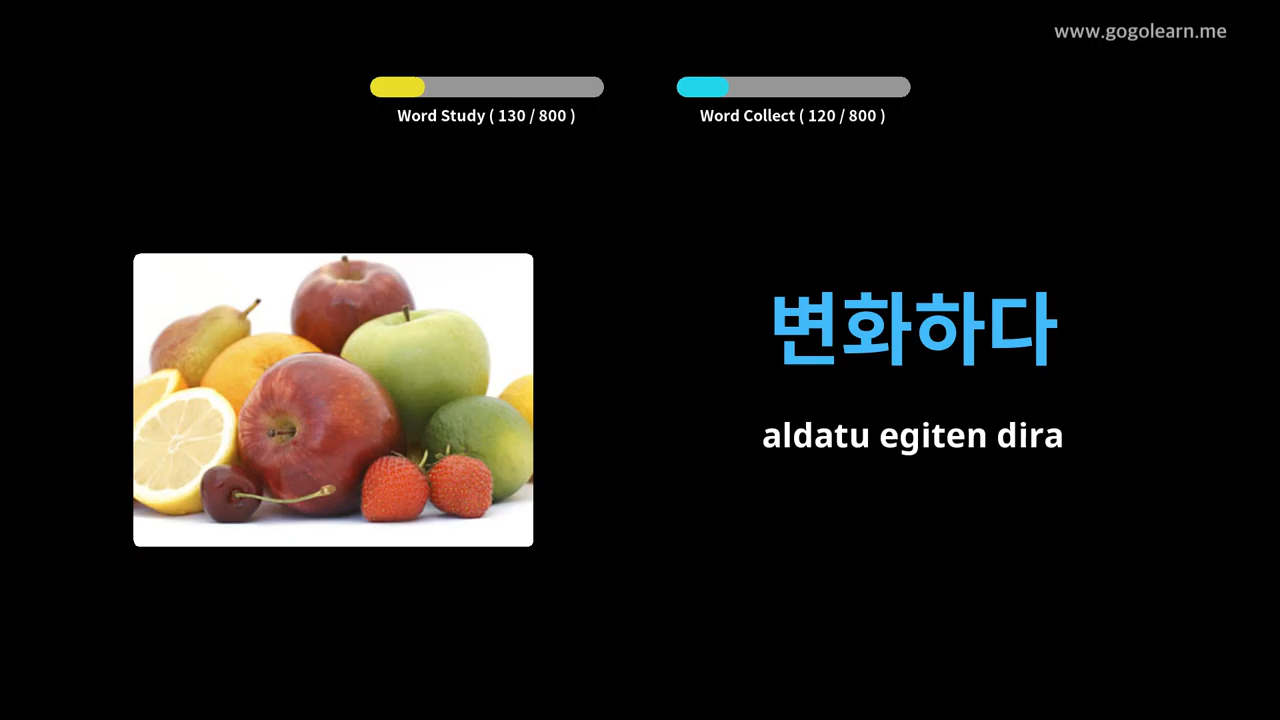 www.gogolearn.me
Word Study ( 130 / 800 )
Word Collect ( 120 / 800 )
변화하다
aldatu egiten dira